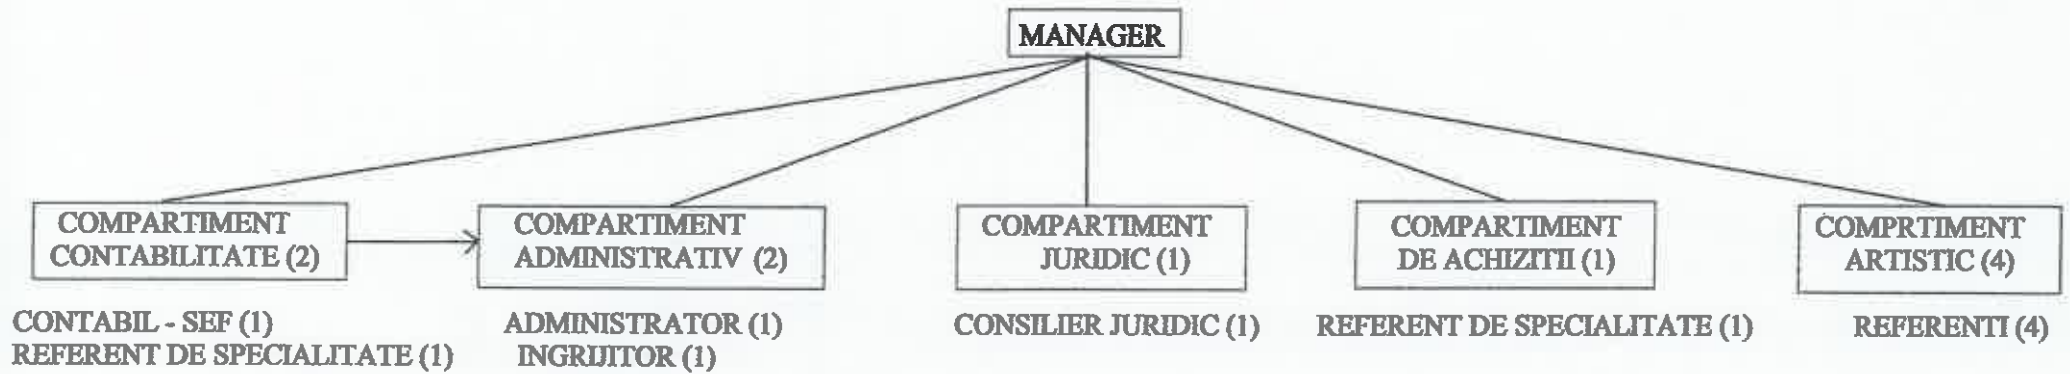 MANAGER
COMPARTIMENT
CONTABILITATE (2)
COMPARTIMENT
ADMINISTRATIV (2)
COMPARTIMENT
JURIDIC (1)
COMPARTIMENT
DE ACHIZITII (1)
COMPRTIMENT
ARTISTIC (4)
CONTABIL - SEF (1)
REFERENT DE SPECIALITATE (1)
ADMINISTRATOR (1)
INGRIJITOR (1)
CONSILIER JURIDIC (1)
REFERENT DE SPECIALITATE (1)
REFERENTI (4)